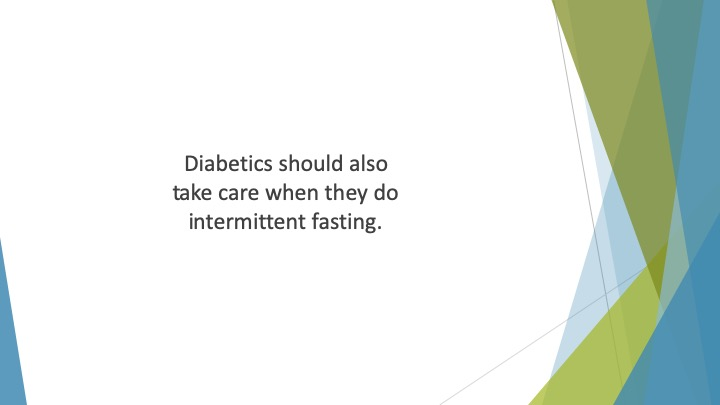 Diabetics should also
take care when they do
intermittent fasting.